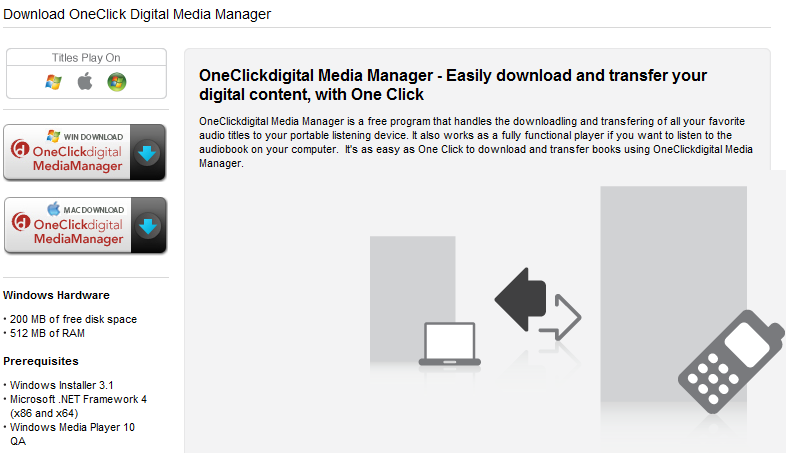 Download OneClick Digital Media Manager
Titles Play On
WIN DOWNLOAD
OneClickdigital
MediaManager
MAC DOWNLOAD
OneClickdigital
MediaManager
Windows Hardware
• 200 MB of free disk space
• 512 MB of RAM
Prerequisites
• Windows Installer 3.1
• Microsoft .NET Framework 4
(x86 and x64)
• Windows Media Player 10
QA
OneClickdigital Media Manager - Easily download and transfer your
digital content, with One Click
OneClickdigital Media Manager is a free program that handles the downloadling and transfering of all your favorite
audio titles to your portable listening device. It also works as a fully functional player if you want to listen to the
audiobook on your computer.  It's as easy as One Click to download and transfer books using OneClickdigital Media
Manager.